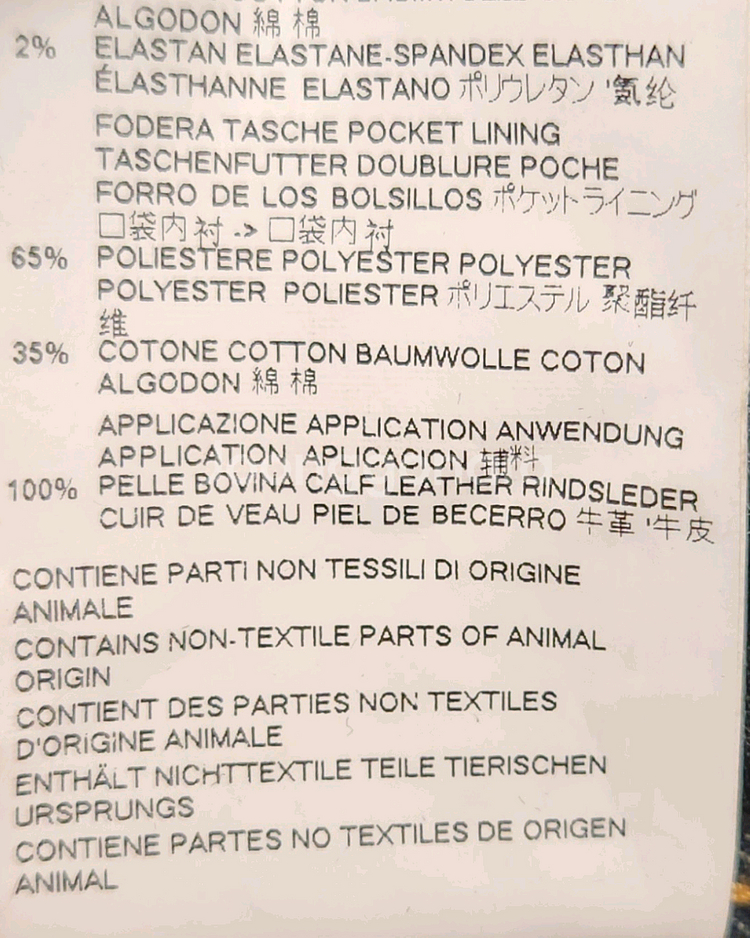 ALGODON 綿 棉
2% ELASTAN ELASTANE-SPANDEX ELASTHAN
ÉLASTHANNE ELASTANO ポリウレタン '氨纶
FODERA TASCHE POCKET LINING
TASCHENFUTTER DOUBLURE POCHE
FORRO DE LOS BOLSILLOS ポケットライニング
口袋内衬 -> 口袋内衬
65% POLIESTERE POLYESTER POLYESTER
POLYESTER POLIESTER ポリエステル 聚酯纤
维
35% COTONE COTTON BAUMWOLLE COTON
ALGODON 綿 棉
APPLICAZIONE APPLICATION ANWENDUNG
APPLICATION APLICACION 辅料
100% PELLE BOVINA CALF LEATHER RINDSLEDER
CUIR DE VEAU PIEL DE BECERRO 牛革 '牛皮
CONTIENE PARTI NON TESSILI DI ORIGINE
ANIMALE
CONTAINS NON-TEXTILE PARTS OF ANIMAL
ORIGIN
CONTIENT DES PARTIES NON TEXTILES
D'ORIGINE ANIMALE
ENTHÄLT NICHTTEXTILE TEILE TIERISCHEN
URSPRUNGS
CONTIENE PARTES NO TEXTILES DE ORIGEN
ANIMAL